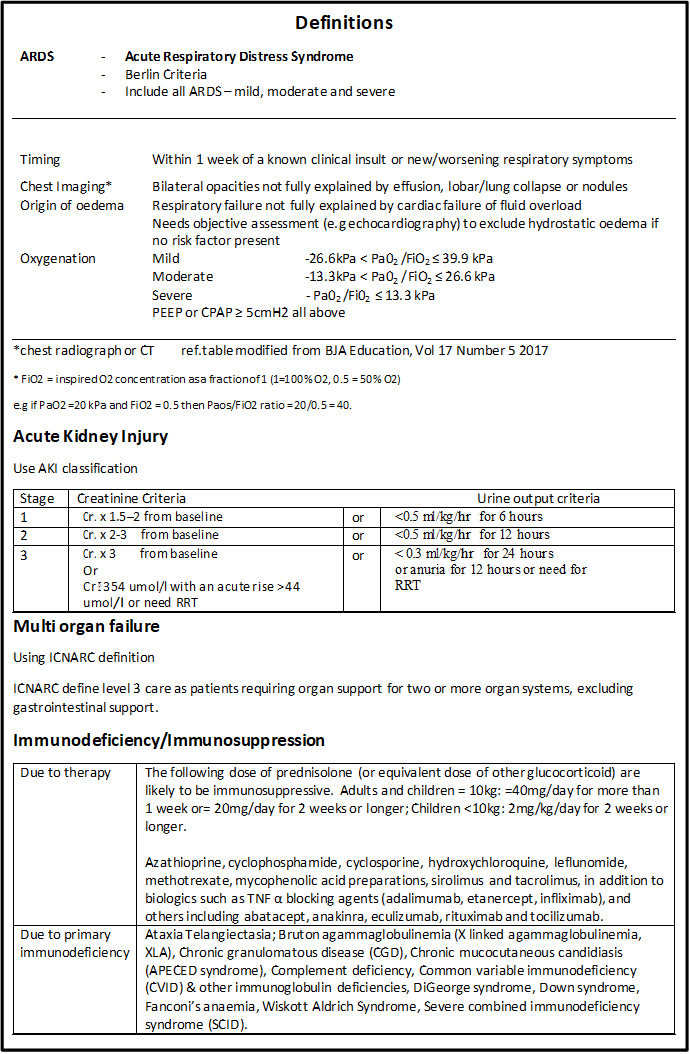 Definitions
ARDS - Acute Respiratory Distress Syndrome
- Berlin Criteria
- Include all ARDS – mild, moderate and severe
Timing Within 1 week of a known clinical insult or new/worsening respiratory symptoms
Chest Imaging* Bilateral opacities not fully explained by effusion, lobar/lung collapse or nodules
Origin of oedema Respiratory failure not fully explained by cardiac failure of fluid overload
Needs objective assessment (e.g echocardiography) to exclude hydrostatic oedema if
no risk factor present
Oxygenation Mild -26.6kPa < Pa0₂ /FiO₂ ≤ 39.9 kPa
Moderate -13.3kPa < Pa0₂ /FiO₂ ≤ 26.6 kPa
Severe - Pa0₂ /Fi0₂ ≤ 13.3 kPa
PEEP or CPAP ≥ 5cmH2 all above
*chest radiograph or CT ref.table modified from BJA Education, Vol 17 Number 5 2017
* FiO2 = inspired O2 concentration as a fraction of 1 (1=100% O2, 0.5 = 50% O2)
e.g if PaO2 =20 kPa and FiO2 = 0.5 then Paos/FiO2 ratio =20/0.5 = 40.
Acute Kidney Injury
Use AKI classification
Stage Creatinine Criteria Urine output criteria
1 Cr. x 1.5–2 from baseline or <0.5 ml/kg/hr for 6 hours
2 Cr. x 2-3 from baseline or <0.5 ml/kg/hr for 12 hours
3 Cr. x 3 from baseline or < 0.3 ml/kg/hr for 24 hours
Or or anuria for 12 hours or need for
Cr 354 umol/l with an acute rise >44 RRT
umol/l or need RRT
Multi organ failure
Using ICNARC definition
ICNARC define level 3 care as patients requiring organ support for two or more organ systems, excluding
gastrointestinal support.
Immunodeficiency/Immunosuppression
Due to therapy The following dose of prednisolone (or equivalent dose of other glucocorticoid) are
likely to be immunosuppressive. Adults and children = 10kg: =40mg/day for more than
1 week or= 20mg/day for 2 weeks or longer; Children <10kg: 2mg/kg/day for 2 weeks or
longer.
Azathioprine, cyclophosphamide, cyclosporine, hydroxychloroquine, leflunomide,
methotrexate, mycophenolic acid preparations, sirolimus and tacrolimus, in addition to
biologics such as TNF α blocking agents (adalimumab, etanercept, infliximab), and
others including abatacept, anakinra, eculizumab, rituximab and tocilizumab.
Due to primary Ataxia Telangiectasia; Bruton agammaglobulinemia (X linked agammaglobulinemia,
immunodeficiency XLA), Chronic granulomatous disease (CGD), Chronic mucocutaneous candidiasis
(APECED syndrome), Complement deficiency, Common variable immunodeficiency
(CVID) & other immunoglobulin deficiencies, DiGeorge syndrome, Down syndrome,
Fanconi's anaemia, Wiskott Aldrich Syndrome, Severe combined immunodeficiency
syndrome (SCID).